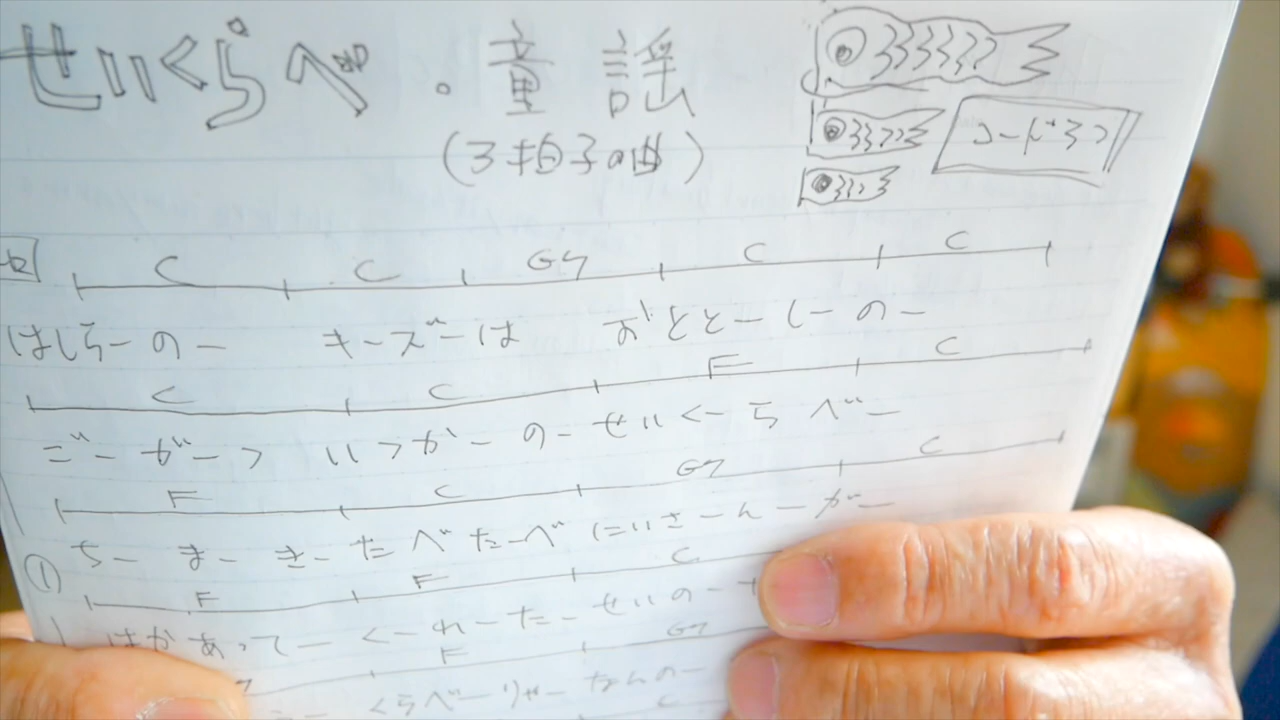 せいくらべ・童謡
(3拍子の曲)
コード3つ
C C G7 C C
はしらーのー キーズーは おととーしーのー
C C F C
ごーがーつ いつかーのーせいくーらべー
F C G7 C
①ちーまーきーたべたーべ にいさーんーがー
F F C
はかあってーくーれーたーせいのーた
F G7
くらべーりゃーなんのー
C